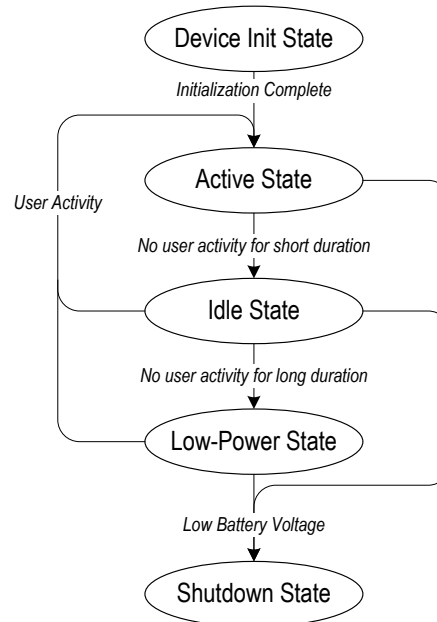 Device Init State
Initialization Complete
Active State
User Activity
No user activity for short duration
Idle State
No user activity for long duration
Low-Power State
Low Battery Voltage
Shutdown State